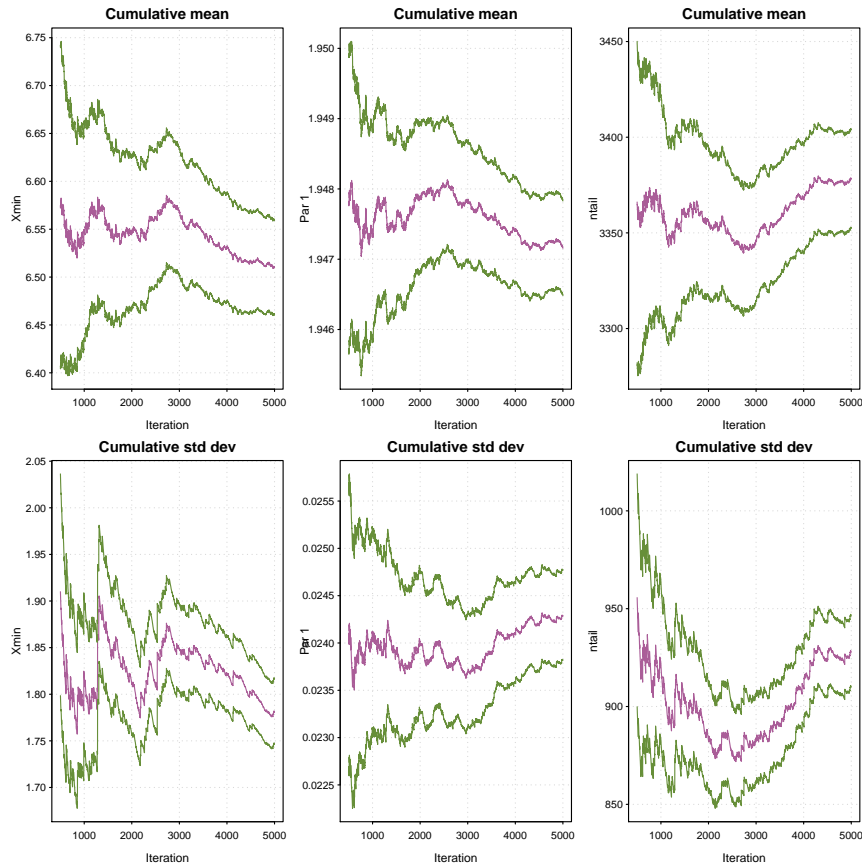 Cumulative mean
Xmin
6.75
6.70
6.65
6.60
6.55
6.50
6.45
6.40
1000 2000 3000 4000 5000
Iteration
Cumulative mean
Par 1
1.950
1.949
1.948
1.947
1.946
1000 2000 3000 4000 5000
Iteration
Cumulative mean
ntail
3450
3400
3350
3300
1000 2000 3000 4000 5000
Iteration
Cumulative std dev
Xmin
2.05
2.00
1.95
1.90
1.85
1.80
1.75
1.70
1000 2000 3000 4000 5000
Iteration
Cumulative std dev
Par 1
0.0255
0.0250
0.0245
0.0240
0.0235
0.0230
0.0225
1000 2000 3000 4000 5000
Iteration
Cumulative std dev
ntail
1000
950
900
850
1000 2000 3000 4000 5000
Iteration